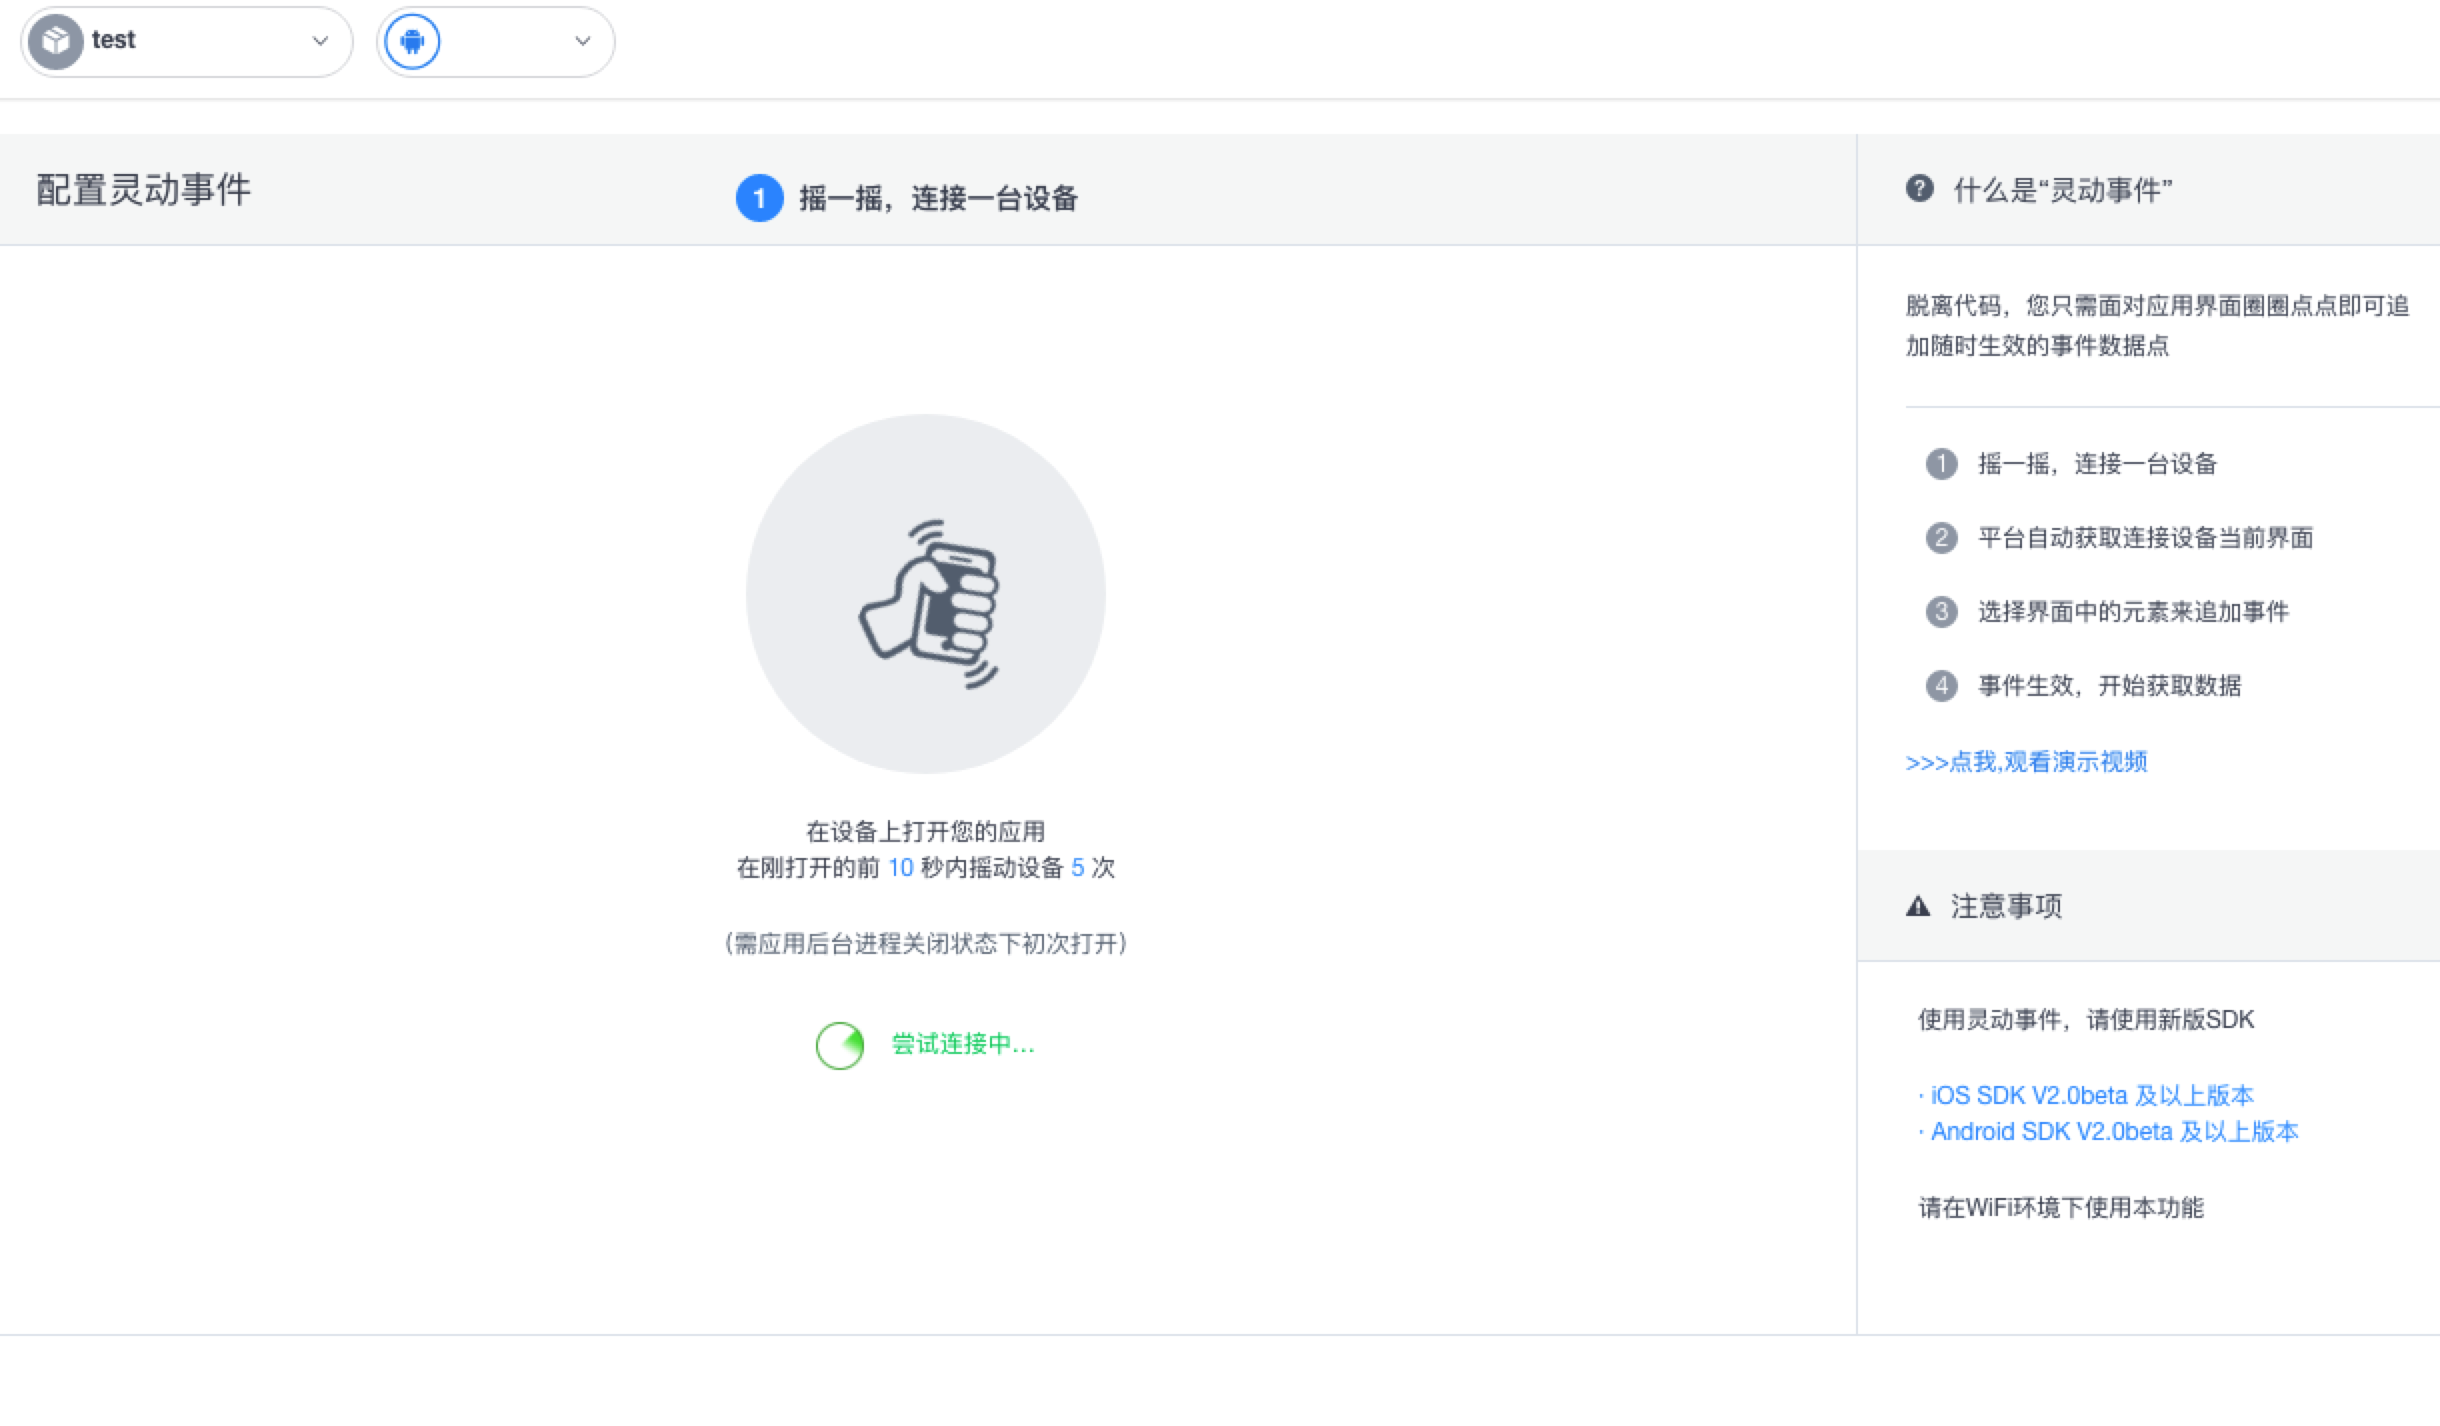 test
配置灵动事件
1 摇一摇，连接一台设备
在设备上打开您的应用
在刚打开的前 10 秒内摇动设备 5 次
（需应用后台进程关闭状态下初次打开）
尝试连接中...
? 什么是“灵动事件”
脱离代码，您只需面对应用界面圈圈点点即可追
加随时生效的事件数据点
1 摇一摇，连接一台设备
2 平台自动获取连接设备当前界面
3 选择界面中的元素来追加事件
4 事件生效，开始获取数据
>>>点我,观看演示视频
注意事项
使用灵动事件，请使用新版SDK
· iOS SDK V2.0beta 及以上版本
· Android SDK V2.0beta 及以上版本
请在WiFi环境下使用本功能